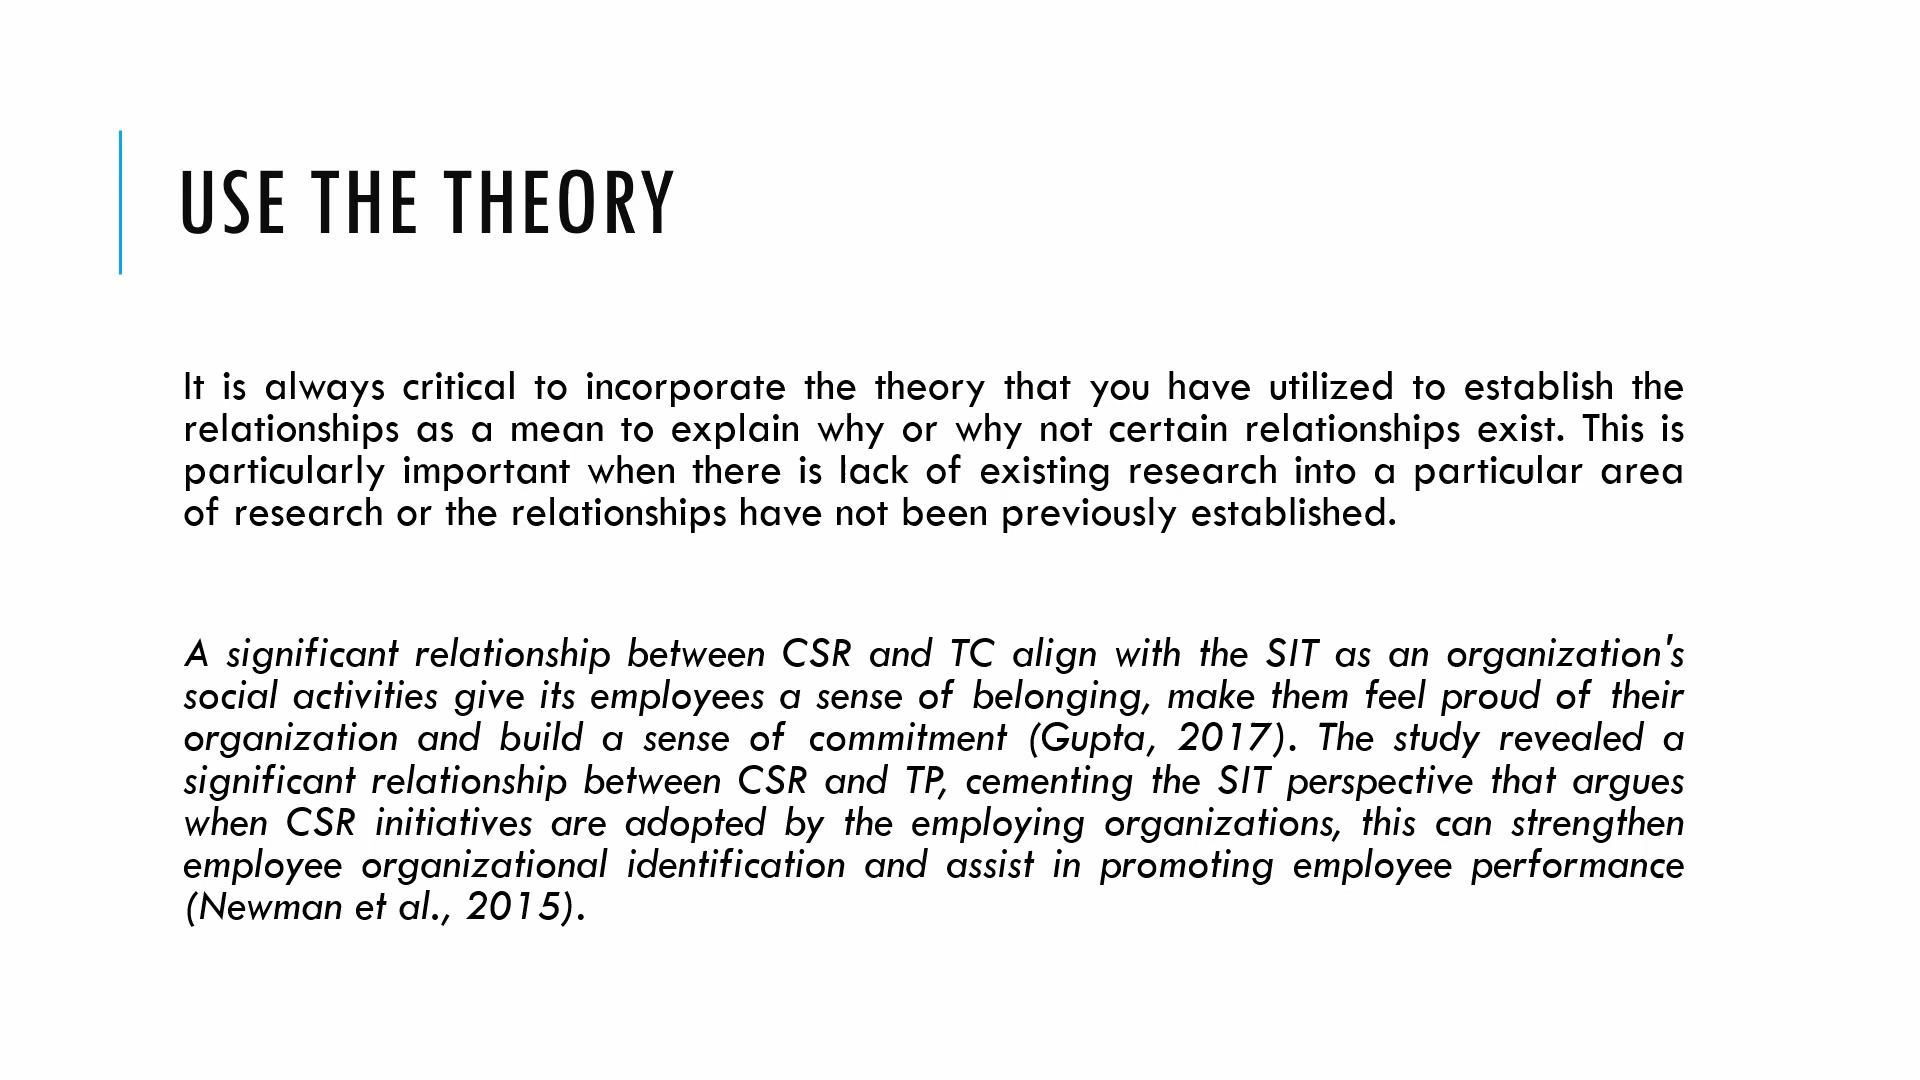 USE THE THEORY
It is always critical to incorporate the theory that you have utilized to establish the
relationships as a mean to explain why or why not certain relationships exist. This is
particularly important when there is lack of existing research into a particular area
of research or the relationships have not been previously established.
A significant relationship between CSR and TC align with the SIT as an organization's
social activities give its employees a sense of belonging, make them feel proud of their
organization and build a sense of commitment (Gupta, 2017). The study revealed a
significant relationship between CSR and TP, cementing the SIT perspective that argues
when CSR initiatives are adopted by the employing organizations, this can strengthen
employee organizational identification and assist in promoting employee performance
(Newman et al., 2015).